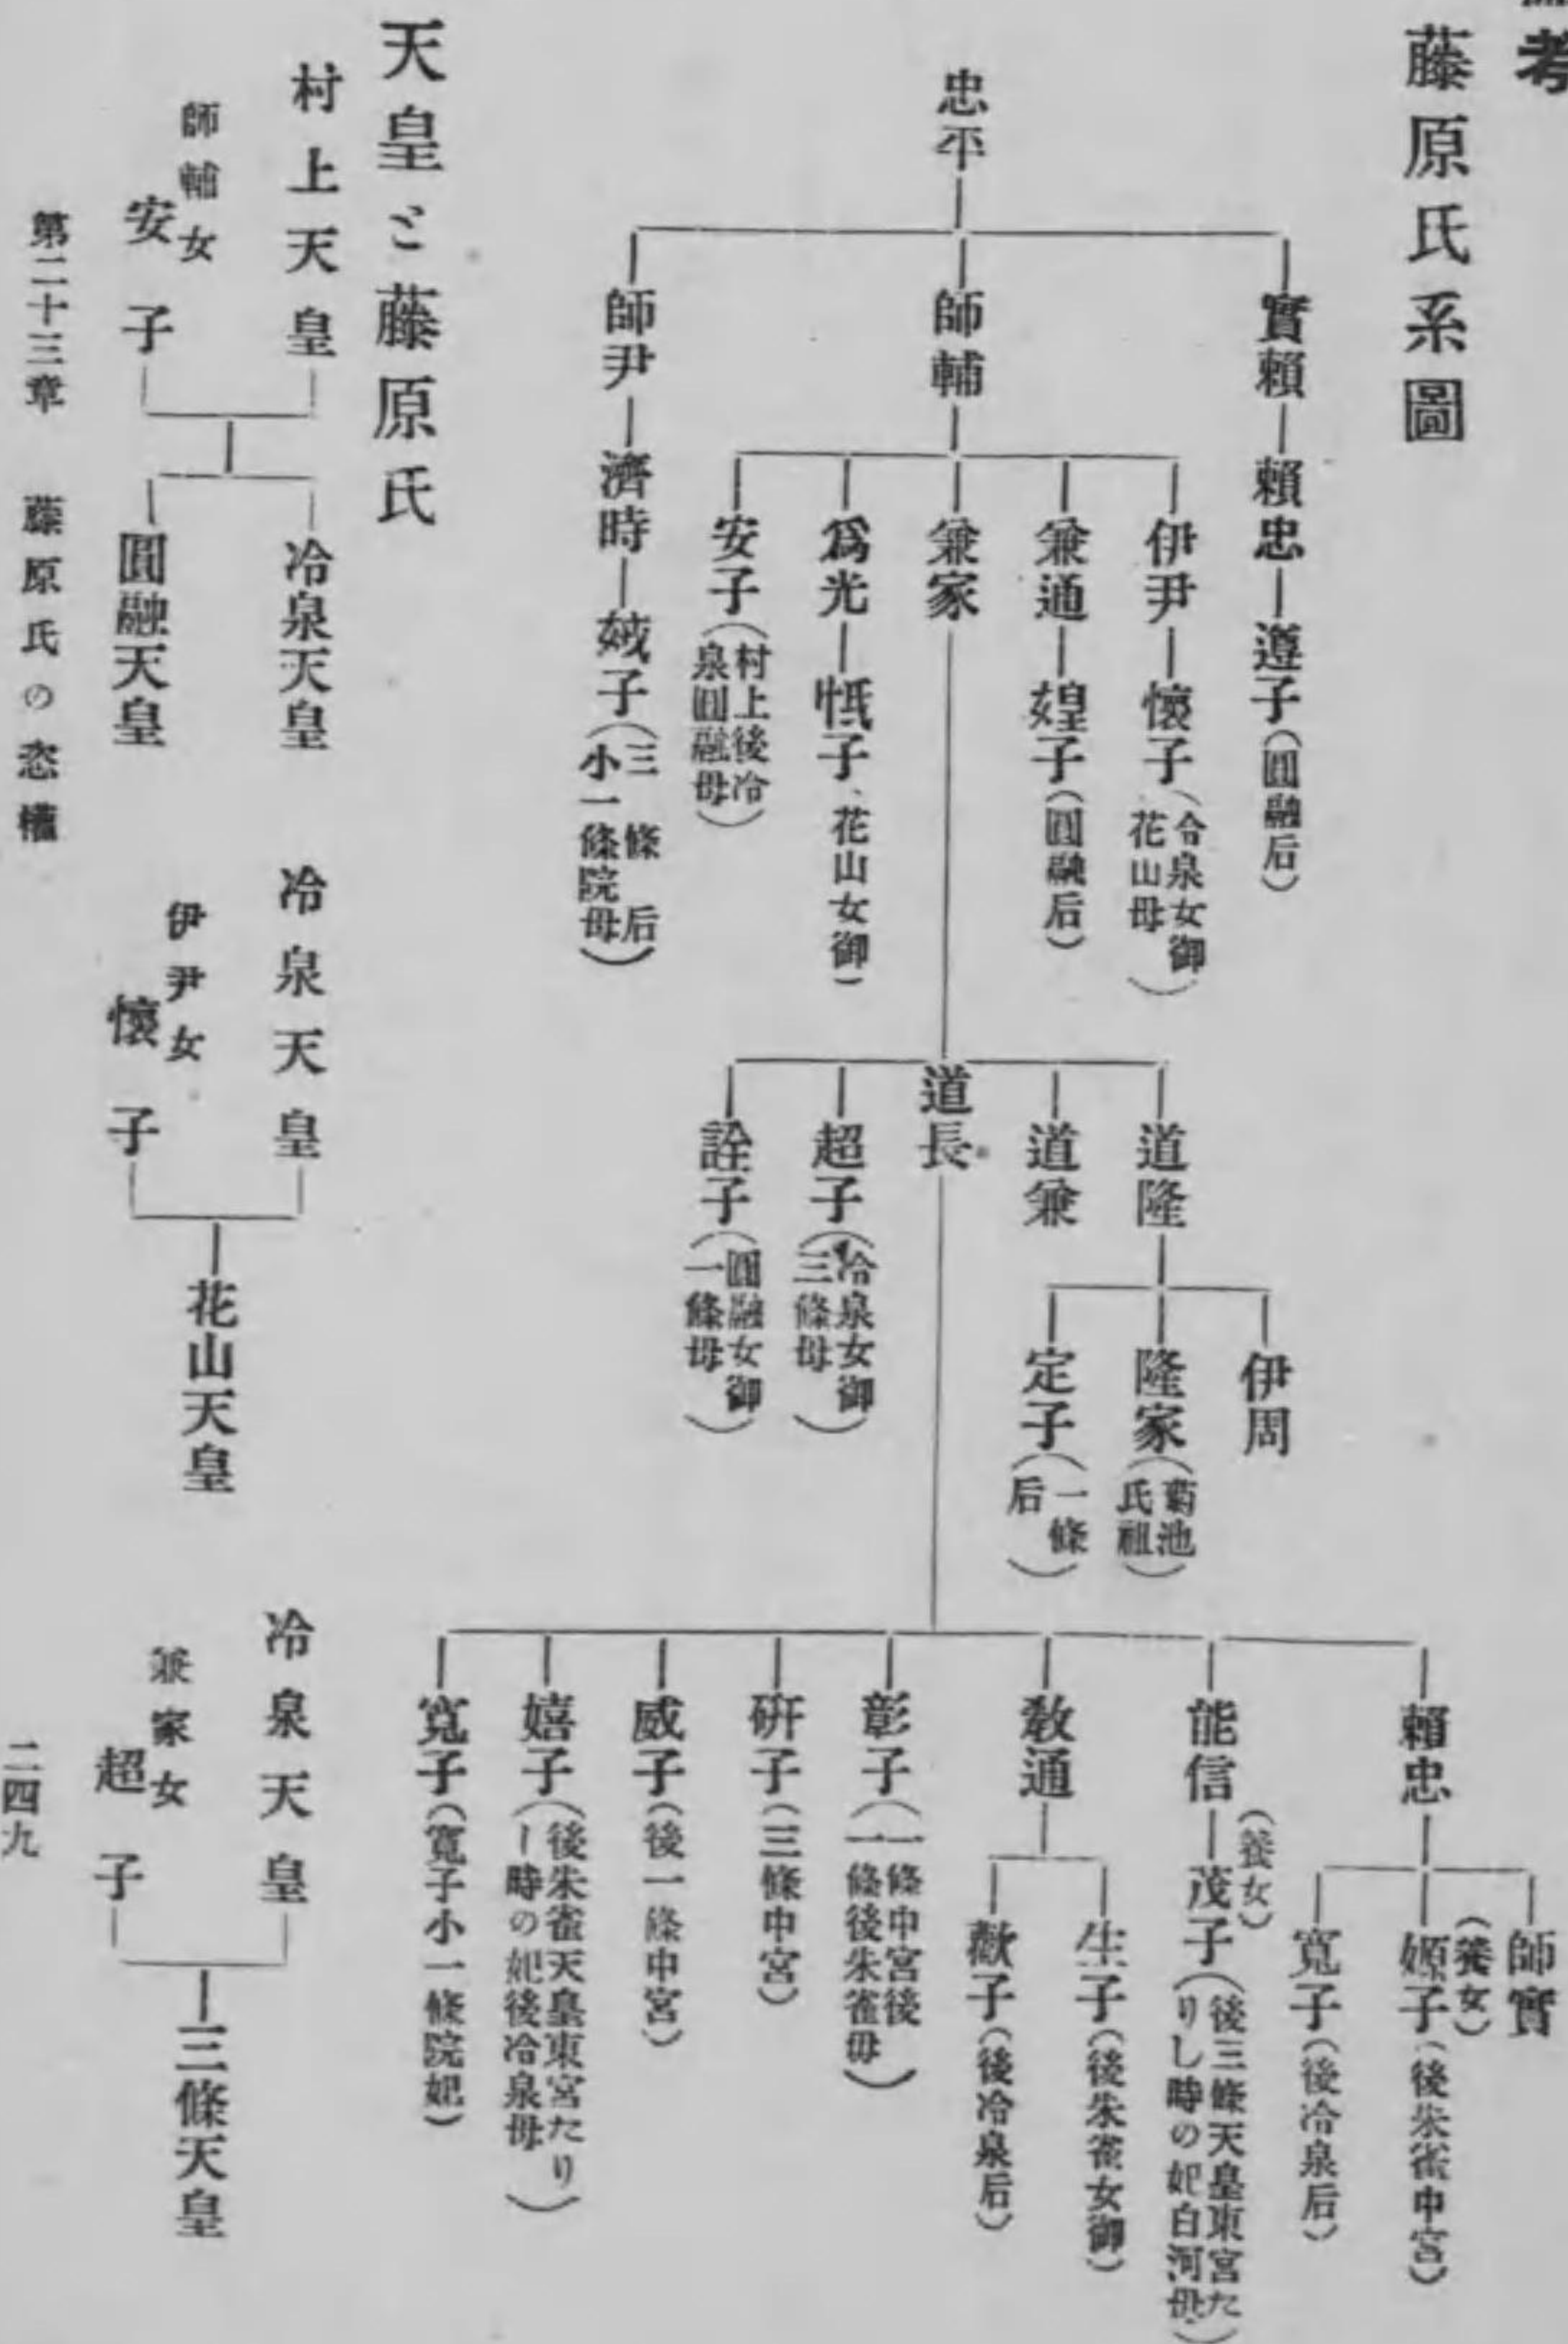 考
藤原氏系圖
忠平
實頼
頼忠
遵子(圓融后)
師輔
伊尹
懷子(冷泉女御
花山母)
兼通
媓子(圓融后)
兼家
道隆
伊周
隆家(菊池
氏祖)
定子(一條
后)
道兼
道長
頼忠
師實
(養女)
嫄子(後朱雀中宮)
寬子(後冷泉后)
能信
(養女)
茂子(後三條天皇東宮た
りし時の妃白河母)
敎通
生子(後朱雀女御)
歡子(後冷泉后)
彰子(一條中宮後
一條後朱雀母)
硏子(三條中宮)
威子(後一條中宮)
嬉子(後朱雀天皇東宮たり
し時の妃後冷泉母)
寬子(寬子小一條院妃)
超子(冷泉女御
三條母)
詮子(圓融女御
一條母)
爲光
忯子(花山女御)
安子(村上後冷
泉圓融母)
師尹
濟時
娍子(三條后
小一條院母)
天皇と藤原氏
村上天皇
師輔女
安子
冷泉天皇
圓融天皇
冷泉天皇
伊尹女
懷子
花山天皇
冷泉天皇
兼家女
超子
三條天皇
第二十三章 藤原氏の恣權
二四九